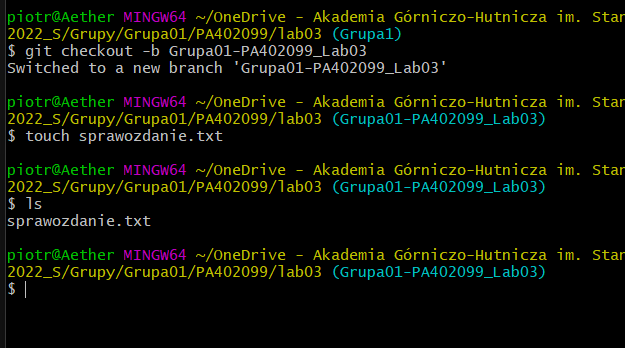 piotr@Aether MINGW64 ~/OneDrive - Akademia Górniczo-Hutnicza im. Stan
2022_S/Grupy/Grupa01/PA402099/lab03 (Grupa1)
$ git checkout -b Grupa01-PA402099_Lab03
Switched to a new branch 'Grupa01-PA402099_Lab03'
piotr@Aether MINGW64 ~/OneDrive - Akademia Górniczo-Hutnicza im. Stan
2022_S/Grupy/Grupa01/PA402099/lab03 (Grupa01-PA402099_Lab03)
$ touch sprawozdanie.txt
piotr@Aether MINGW64 ~/OneDrive - Akademia Górniczo-Hutnicza im. Stan
2022_S/Grupy/Grupa01/PA402099/lab03 (Grupa01-PA402099_Lab03)
$ ls
sprawozdanie.txt
piotr@Aether MINGW64 ~/OneDrive - Akademia Górniczo-Hutnicza im. Stan
2022_S/Grupy/Grupa01/PA402099/lab03 (Grupa01-PA402099_Lab03)
$